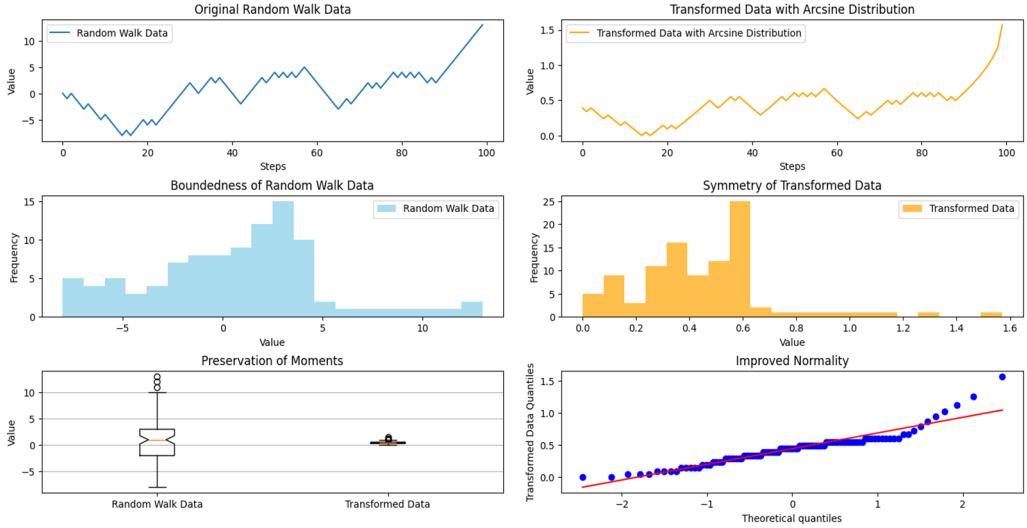 Original Random Walk Data
Random Walk Data
Value
10
5
0
−5
0
20
40
60
80
100
Steps
Transformed Data with Arcsine Distribution
Transformed Data with Arcsine Distribution
Value
1.5
1.0
0.5
0.0
0
20
40
60
80
100
Steps
Boundedness of Random Walk Data
Random Walk Data
Frequency
15
10
5
0
−5
0
5
10
Value
Symmetry of Transformed Data
Transformed Data
Frequency
25
20
15
10
5
0
0.0
0.2
0.4
0.6
0.8
1.0
1.2
1.4
1.6
Value
Preservation of Moments
Value
10
5
0
−5
Random Walk Data
Transformed Data
Improved Normality
Transformed Data Quantiles
1.5
1.0
0.5
0.0
−2
−1
0
1
2
Theoretical quantiles